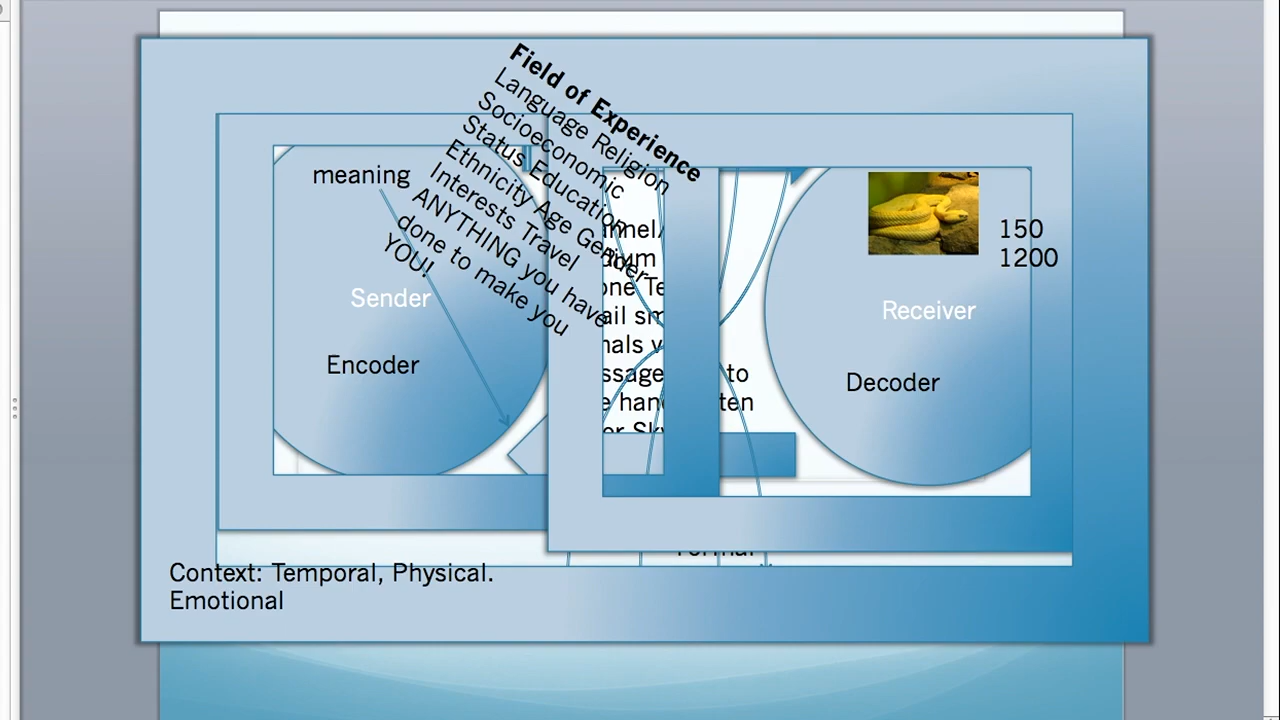 Field of Experience
Language Religion
Socioeconomic
Status Education
Ethnicity Age Gender
Interests Travel
ANYTHING you have
done to make you
YOU!
meaning
Sender
Encoder
150
1200
Receiver
Decoder
to
Context: Temporal, Physical.
Emotional